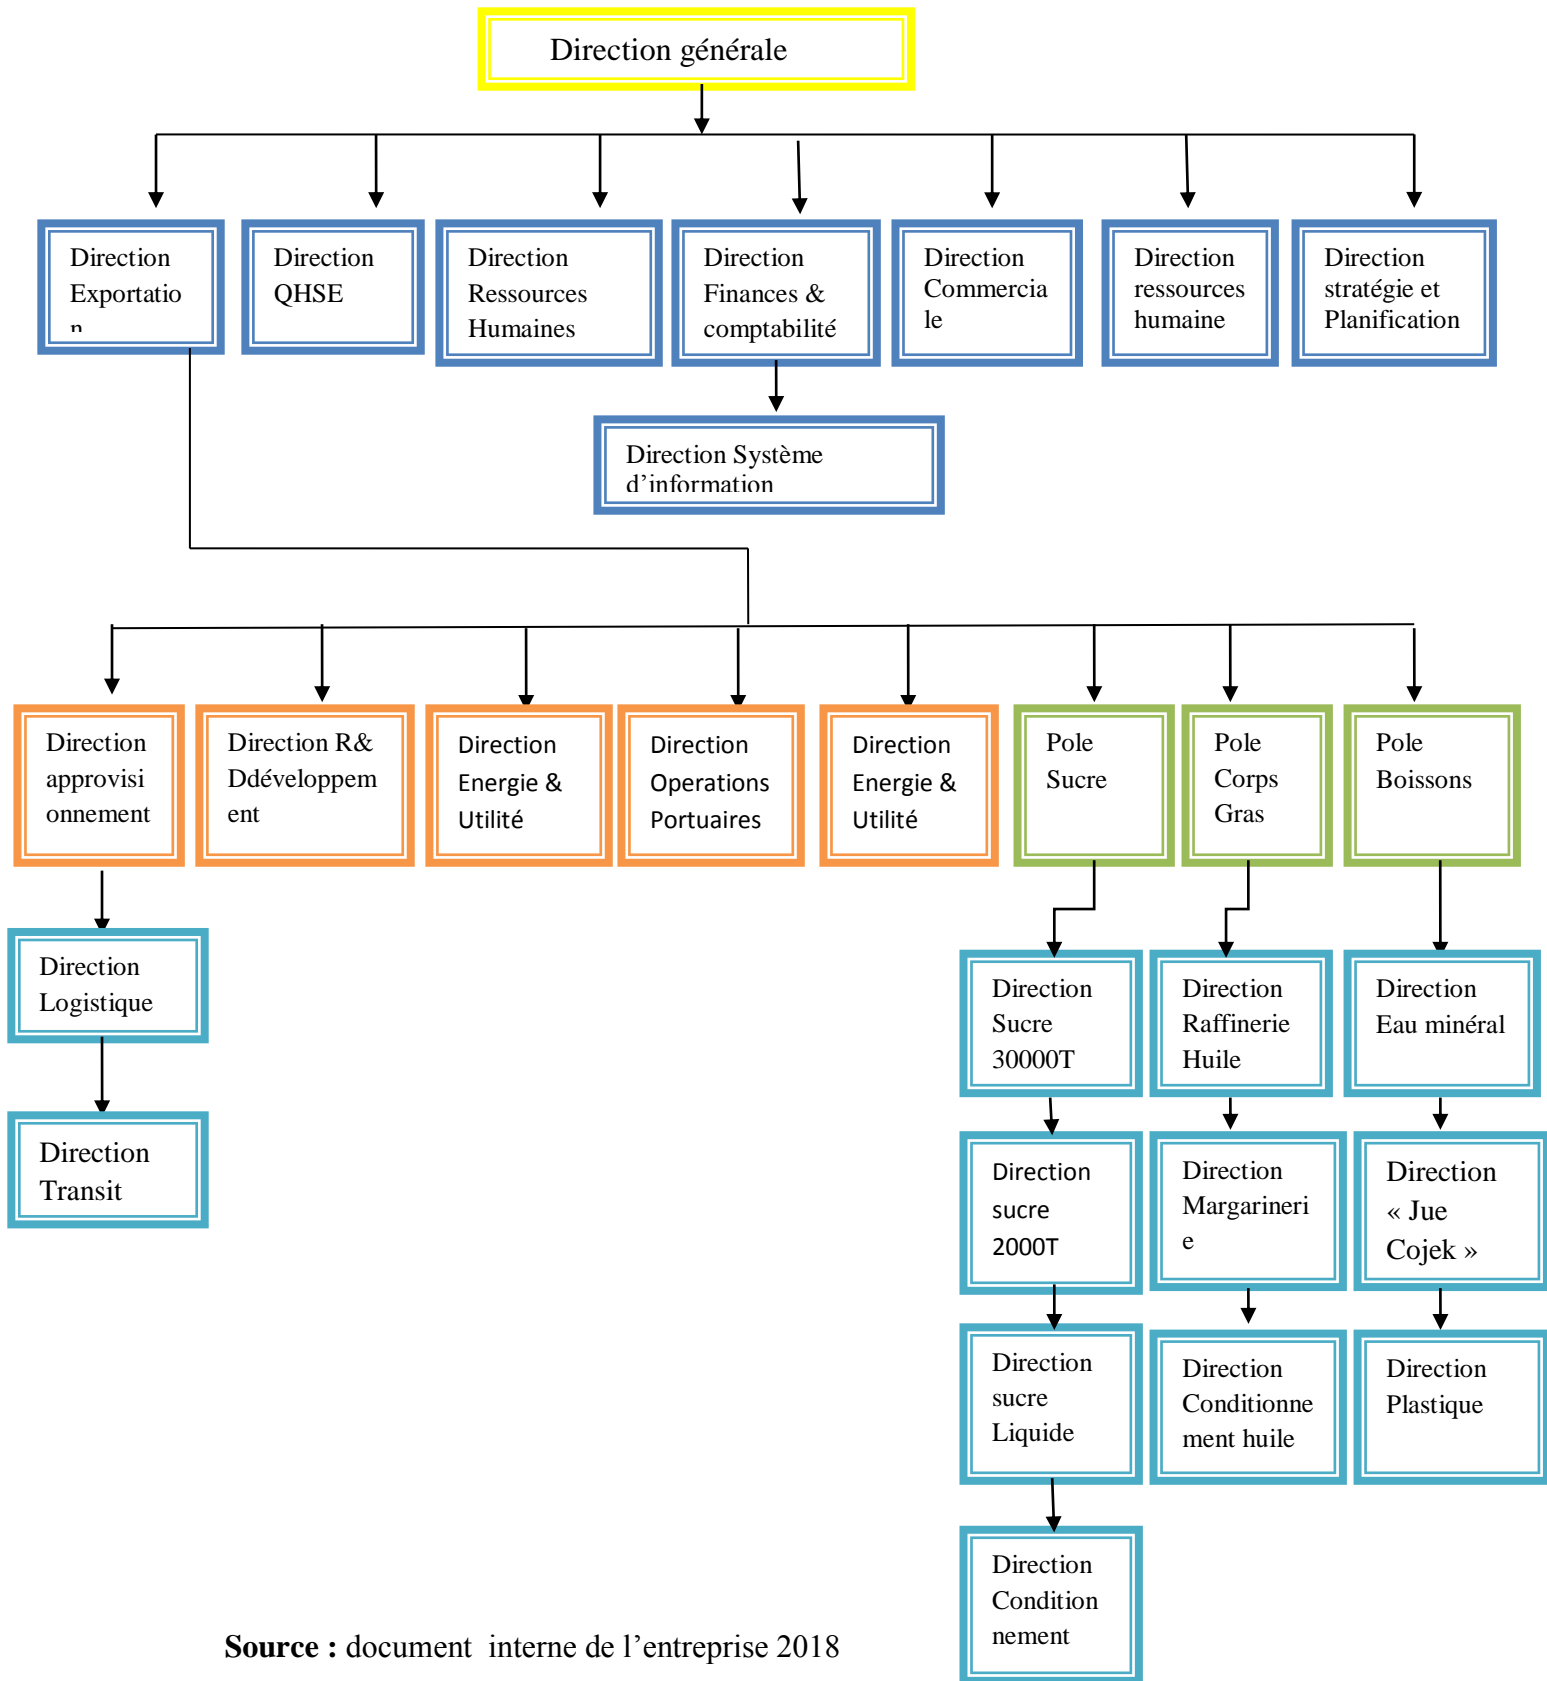 Direction générale
Direction
Exportatio
n
Direction
QHSE
Direction
Ressources
Humaines
Direction
Finances &
comptabilité
Direction
Commercia
le
Direction
ressources
humaine
Direction
stratégie et
Planification
Direction Système
d’information
Direction
approvisi
onnement
Direction R&
Ddéveloppem
ent
Direction
Energie &
Utilité
Direction
Operations
Portuaires
Direction
Energie &
Utilité
Pole
Sucre
Pole
Corps
Gras
Pole
Boissons
Direction
Logistique
Direction
Transit
Direction
Sucre
30000T
Direction
Raffinerie
Huile
Direction
Eau minéral
Direction
sucre
2000T
Direction
Margarineri
e
Direction
« Jue
Cojek »
Direction
sucre
Liquide
Direction
Conditionne
ment huile
Direction
Plastique
Direction
Condition
nement
Source : document interne de l’entreprise 2018